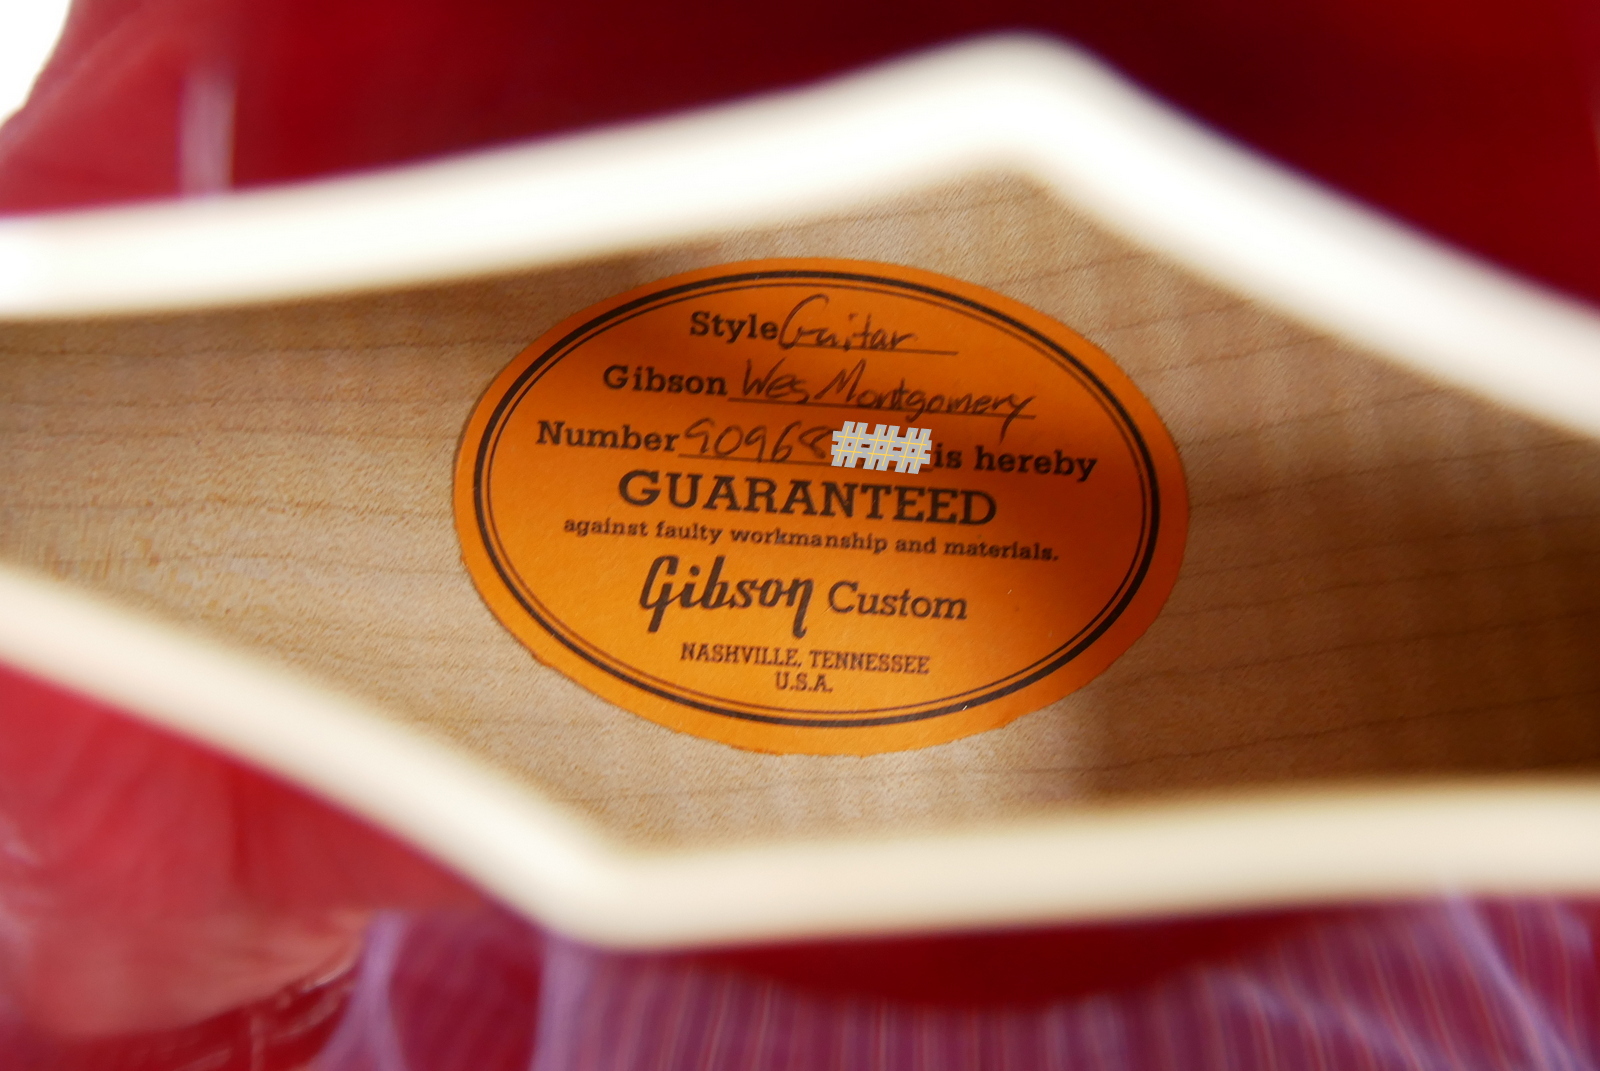 Style Guitar
Gibson Wes Montgomery
Number 90968### is hereby
GUARANTEED
against faulty workmanship and materials.
Gibson Custom
NASHVILLE, TENNESSEE
U.S.A.